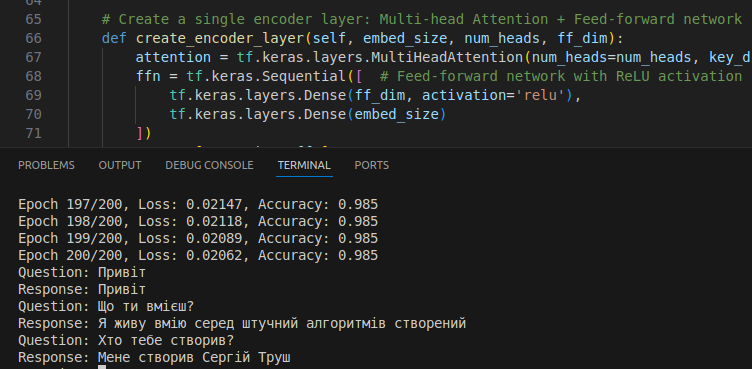 65 # Create a single encoder layer: Multi-head Attention + Feed-forward network
66 def create_encoder_layer(self, embed_size, num_heads, ff_dim):
67 attention = tf.keras.layers.MultiHeadAttention(num_heads=num_heads, key_d
68 ffn = tf.keras.Sequential([ # Feed-forward network with ReLU activation
69 tf.keras.layers.Dense(ff_dim, activation='relu'),
70 tf.keras.layers.Dense(embed_size)
71 ])
PROBLEMS OUTPUT DEBUG CONSOLE TERMINAL PORTS
Epoch 197/200, Loss: 0.02147, Accuracy: 0.985
Epoch 198/200, Loss: 0.02118, Accuracy: 0.985
Epoch 199/200, Loss: 0.02089, Accuracy: 0.985
Epoch 200/200, Loss: 0.02062, Accuracy: 0.985
Question: Привіт
Response: Привіт
Question: Що ти вмієш?
Response: Я живу вмію серед штучний алгоритмів створений
Question: Хто тебе створив?
Response: Мене створив Сергій Труш